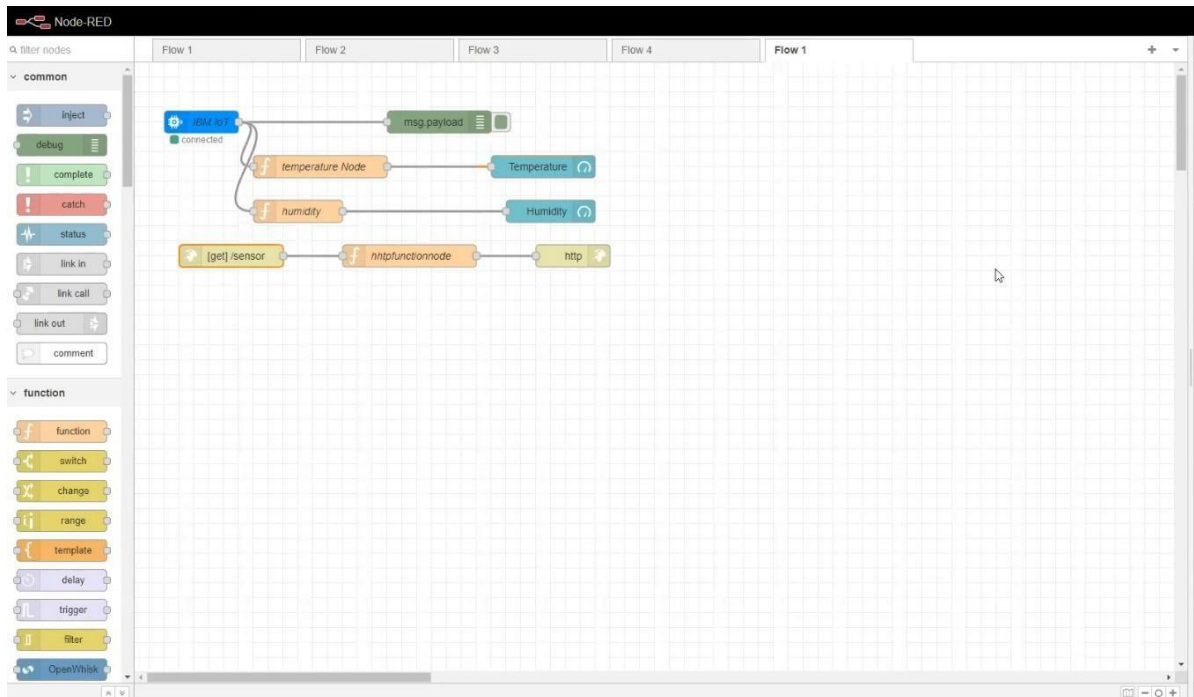 Node-RED
filter nodes
Flow 1
Flow 2
Flow 3
Flow 4
Flow 1
common
inject
debug
complete
catch
status
link in
link call
link out
comment
function
function
switch
change
range
template
delay
trigger
filter
OpenWhisk
IBM IoT
connected
msg.payload
temperature Node
Temperature
humidity
Humidity
[get] /sensor
hhtpfunctionnode
http